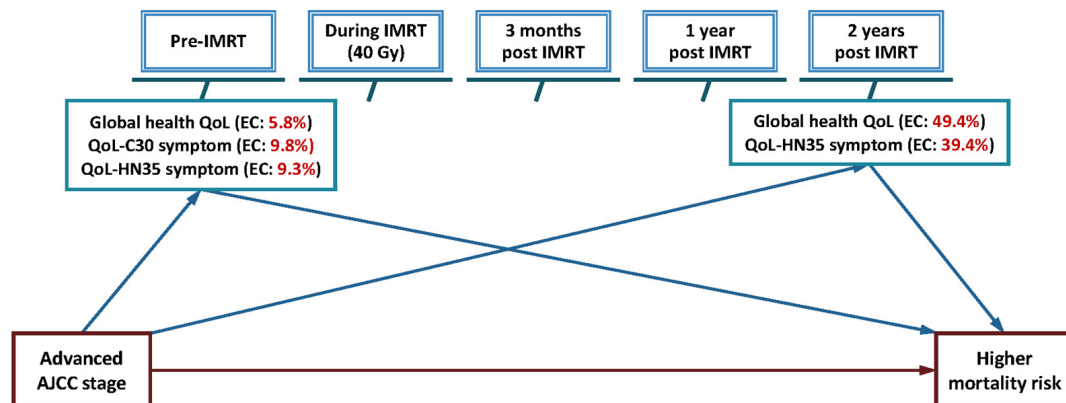 Pre-IMRT
During IMRT
(40 Gy)
3 months
post IMRT
1 year
post IMRT
2 years
post IMRT
Global health QoL (EC: 5.8%)
QoL-C30 symptom (EC: 9.8%)
QoL-HN35 symptom (EC: 9.3%)
Global health QoL (EC: 49.4%)
QoL-HN35 symptom (EC: 39.4%)
Advanced
AJCC stage
Higher
mortality risk